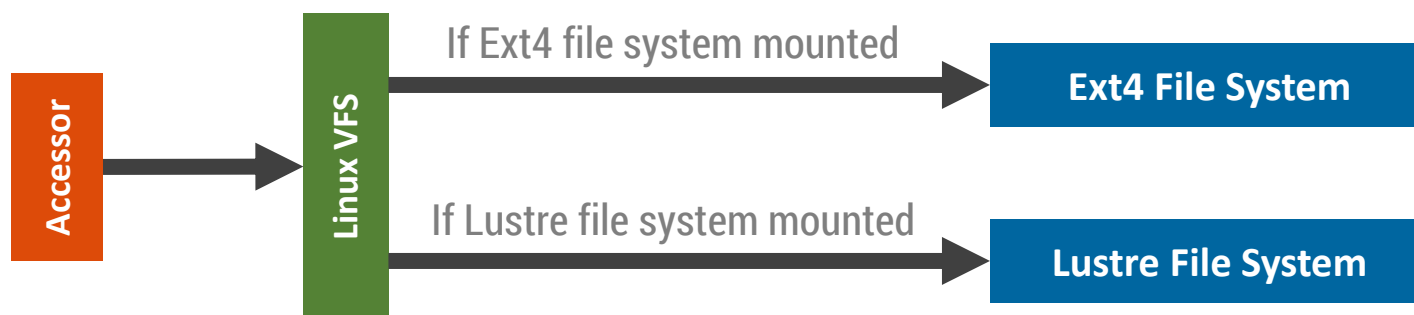 Accessor
Linux VFS
If Ext4 file system mounted
Ext4 File System
If Lustre file system mounted
Lustre File System